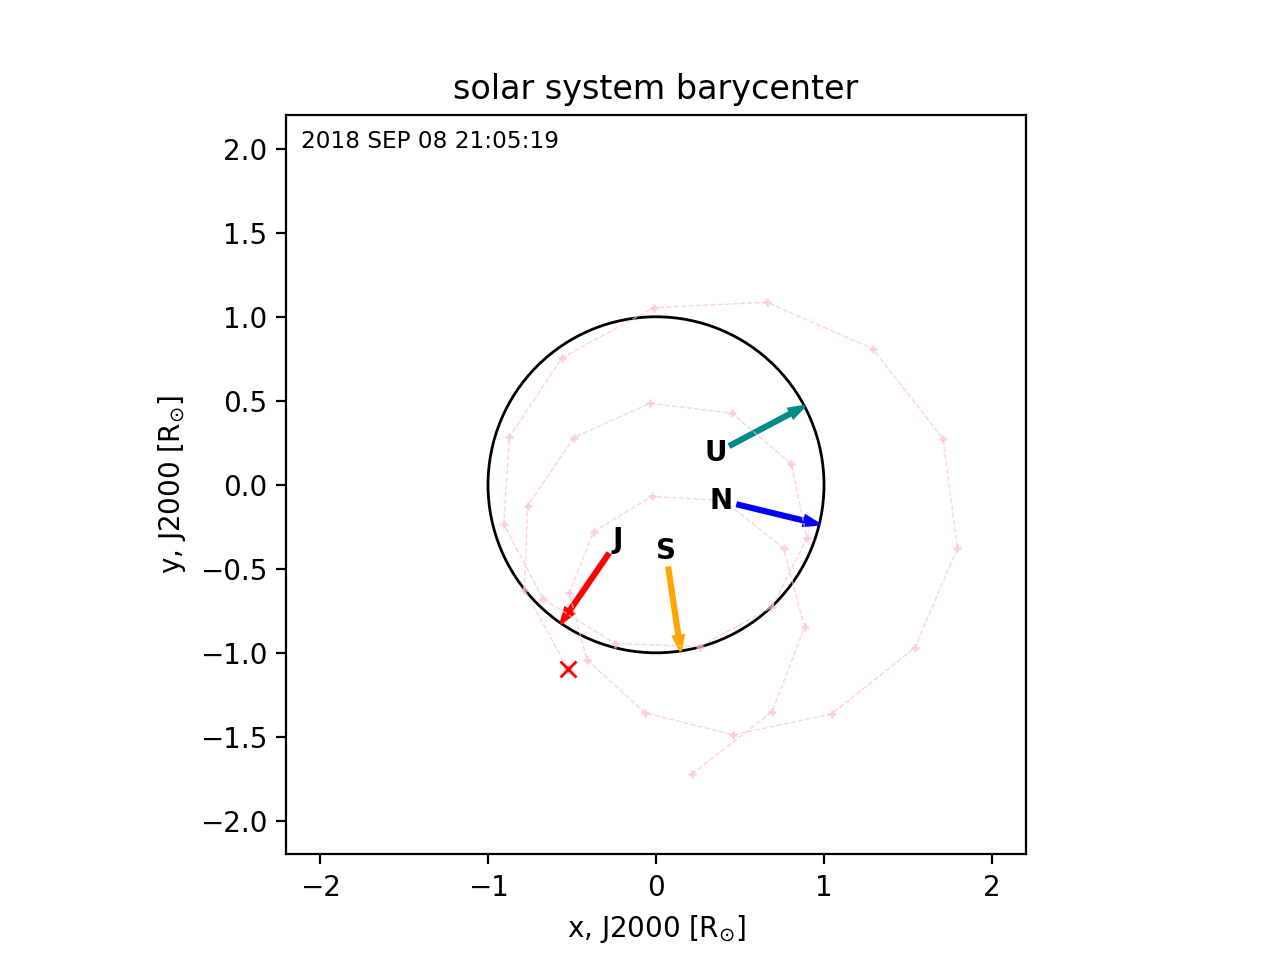 solar system barycenter
2018 SEP 08 21:05:19
2.0
1.5
1.0
0.5
0.0
−0.5
−1.0
−1.5
−2.0
y, J2000 [R☉]
U
N
J
S
−2
−1
0
1
2
x, J2000 [R☉]